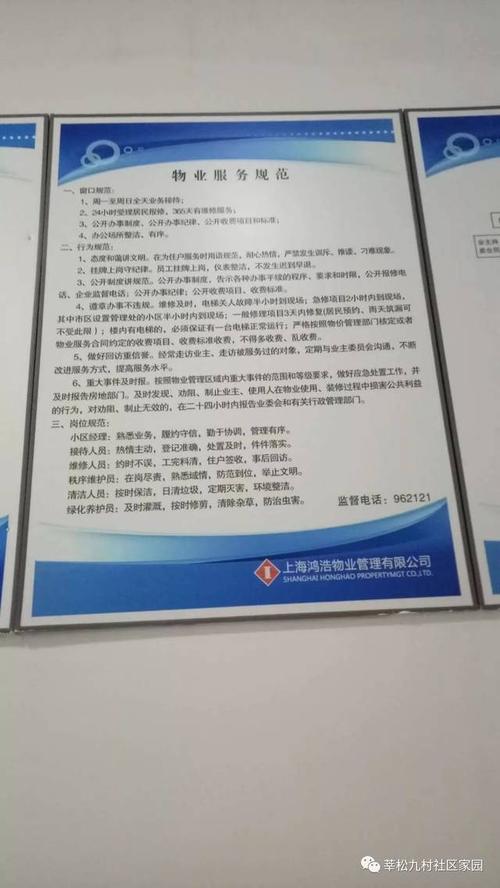 物业服务规范
一、窗口规范:
1、周一至周日全天业务接待;
2、24小时受理居民报修,365天有维修服务;
3、公开办事制度、公开办事纪律、公开收费项目和标准;
4、办公场所整洁、有序。
二、行为规范:
1、态度和蔼讲文明。在为住户服务时用语规范,耐心热情,严禁发生训斥、推诿、刁难现象。
2、挂牌上岗守纪律。员工挂牌上岗,仪表整洁,不发生迟到早退。
3、公开制度讲规范。公开办事制度,告示各种办事手续的程序、要求和时限,公开报修电
话、企业监督电话;公开办事纪律;公开收费项目、收费标准。
4、遵章办事不违规。维修及时,电梯关人故障半小时到现场;急修项目2小时内到现场,
其中市区设置管理处的小区半小时内到现场;一般修理项目3天内修复(居民预约、雨天筑漏可
不受此限);楼内有电梯的,必须保证有一台电梯正常运行;严格按照物价管理部门核定或者
物业服务合同约定的收费项目、收费标准收费,不得多收费、乱收费。
5、做好回访重信誉。经常走访业主、走访被服务过的对象,定期与业主委员会沟通,不断
改进服务方式,提高服务水平。
6、重大事件及时报。按照物业管理区域内重大事件的范围和等级要求,做好应急处置工作,并
及时报告房地部门。及时发现、劝阻、制止业主、使用人在物业使用、装修过程中损害公共利益
的行为,对劝阻、制止无效的,在二十四小时内报告业委会和有关行政管理部门。
三、岗位规范:
小区经理:熟悉业务,履约守信,勤于协调,管理有序。
接待人员:热情主动,登记准确,处置及时,件件落实。
维修人员:约时不误,工完料清,住户签收,事后回访。
秩序维护员:在岗尽责,熟悉域情,防范到位,举止文明。
清洁人员:按时保洁,日清垃圾,定期灭害,环境整洁。
绿化养护员:及时灌溉,按时修剪,清除杂草,防治虫害。
监督电话:962121
上海鸿浩物业管理有限公司
SHANGHAI HONGHAO PROPERTYMGT CO.,LTD.
莘松九村社区家园